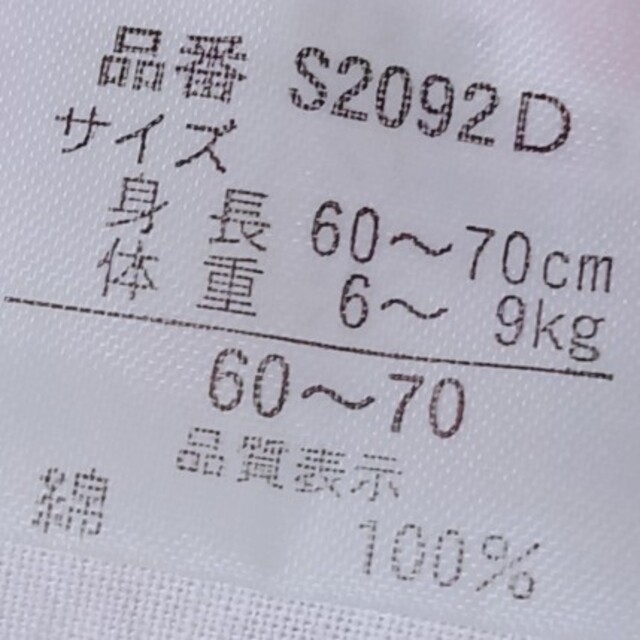 品番 S2092D
サイズ
身長 60〜70cm
体重 6〜9kg
60〜70
品質表示
綿 100%